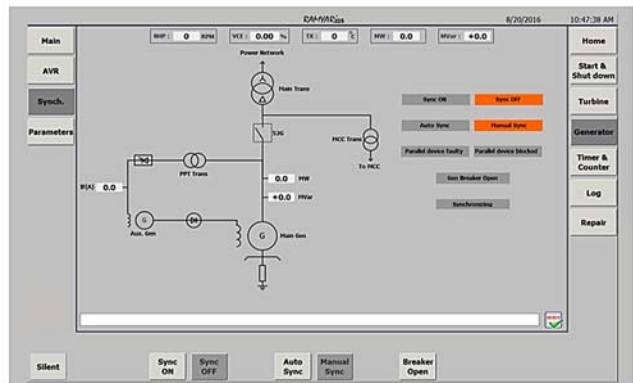 8/20/2016
10:47:38 AM
RHP : 0 RPM
VCE : 0.00 %
TX : 0 °C
MW : 0.0
MVar : +0.0
Main
AVR
Synch.
Parameters
Home
Start &
Shut down
Turbine
Generator
Timer &
Counter
Log
Repair
Power Network
Main Trans
52G
MCC Trans
To MCC
PPT Trans
If(A) 0.0
0.0 MW
+0.0 MVar
G
Aux. Gen
G
Main Gen
Sync ON
Sync OFF
Auto Sync
Manual Sync
Parallel device faulty
Parallel device blocked
Gen Breaker Open
Synchronizing
Silent
Sync
ON
Sync
OFF
Auto
Sync
Manual
Sync
Breaker
Open